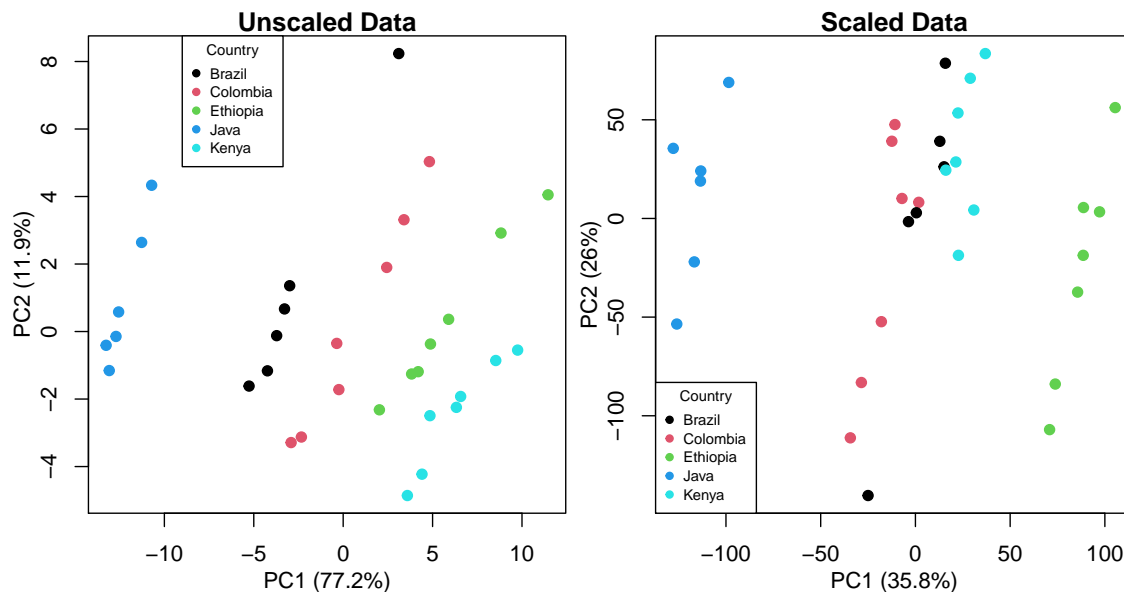 Unscaled Data
Country
Brazil
Colombia
Ethiopia
Java
Kenya
8
6
4
2
0
−2
−4
PC2 (11.9%)
−10
−5
0
5
10
PC1 (77.2%)
Scaled Data
50
0
−50
−100
PC2 (26%)
Country
Brazil
Colombia
Ethiopia
Java
Kenya
−100
−50
0
50
100
PC1 (35.8%)